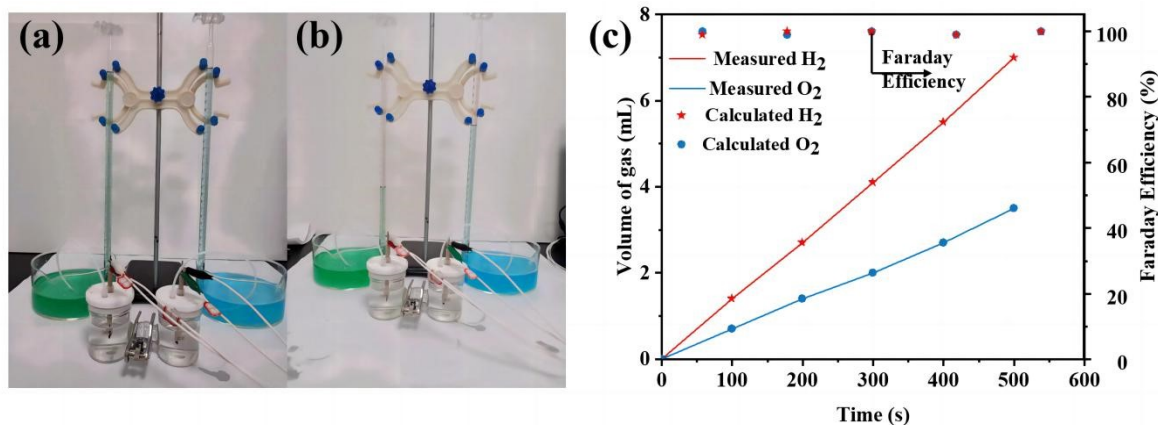 (a)
(b)
(c)
8
6
4
2
0
Volume of gas (mL)
Measured H2
Measured O2
Calculated H2
Calculated O2
Faraday
Efficiency
100
80
60
40
20
0
Faraday Efficiency (%)
0 100 200 300 400 500 600
Time (s)